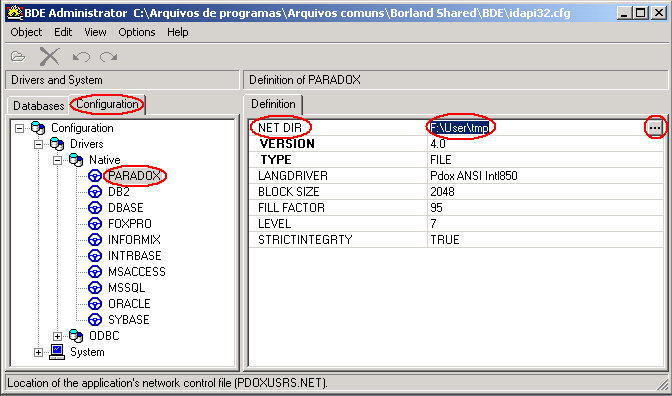 BDE Administrator C:\Arquivos de programas\Arquivos comuns\Borland Shared\BDE\idapi32.cfg
Object Edit View Options Help
Drivers and System Definition of PARADOX
Databases Configuration Definition
Configuration
Drivers
Native
PARADOX
DB2
DBASE
FOXPRO
INFORMIX
INTRBASE
MSACCESS
MSSQL
ORACLE
SYBASE
ODBC
System
NET DIR F:\User\tmp ...
VERSION 4.0
TYPE FILE
LANGDRIVER Pdox ANSI Intl850
BLOCK SIZE 2048
FILL FACTOR 95
LEVEL 7
STRICTINTEGRTY TRUE
Location of the application's network control file (PDOXUSRS.NET).